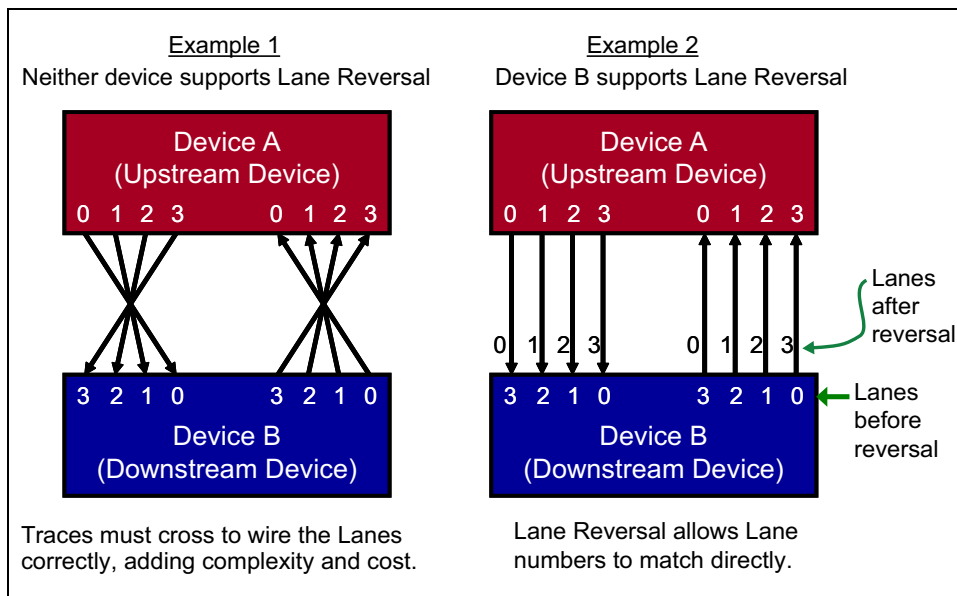 Example 1
Neither device supports Lane Reversal
Device A
(Upstream Device)
0 1 2 3 0 1 2 3
3 2 1 0 3 2 1 0
Device B
(Downstream Device)
Traces must cross to wire the Lanes
correctly, adding complexity and cost.
Example 2
Device B supports Lane Reversal
Device A
(Upstream Device)
0 1 2 3 0 1 2 3
Lanes
after
reversal
0 1 2 3 0 1 2 3
3 2 1 0 3 2 1 0
Lanes
before
reversal
Device B
(Downstream Device)
Lane Reversal allows Lane
numbers to match directly.